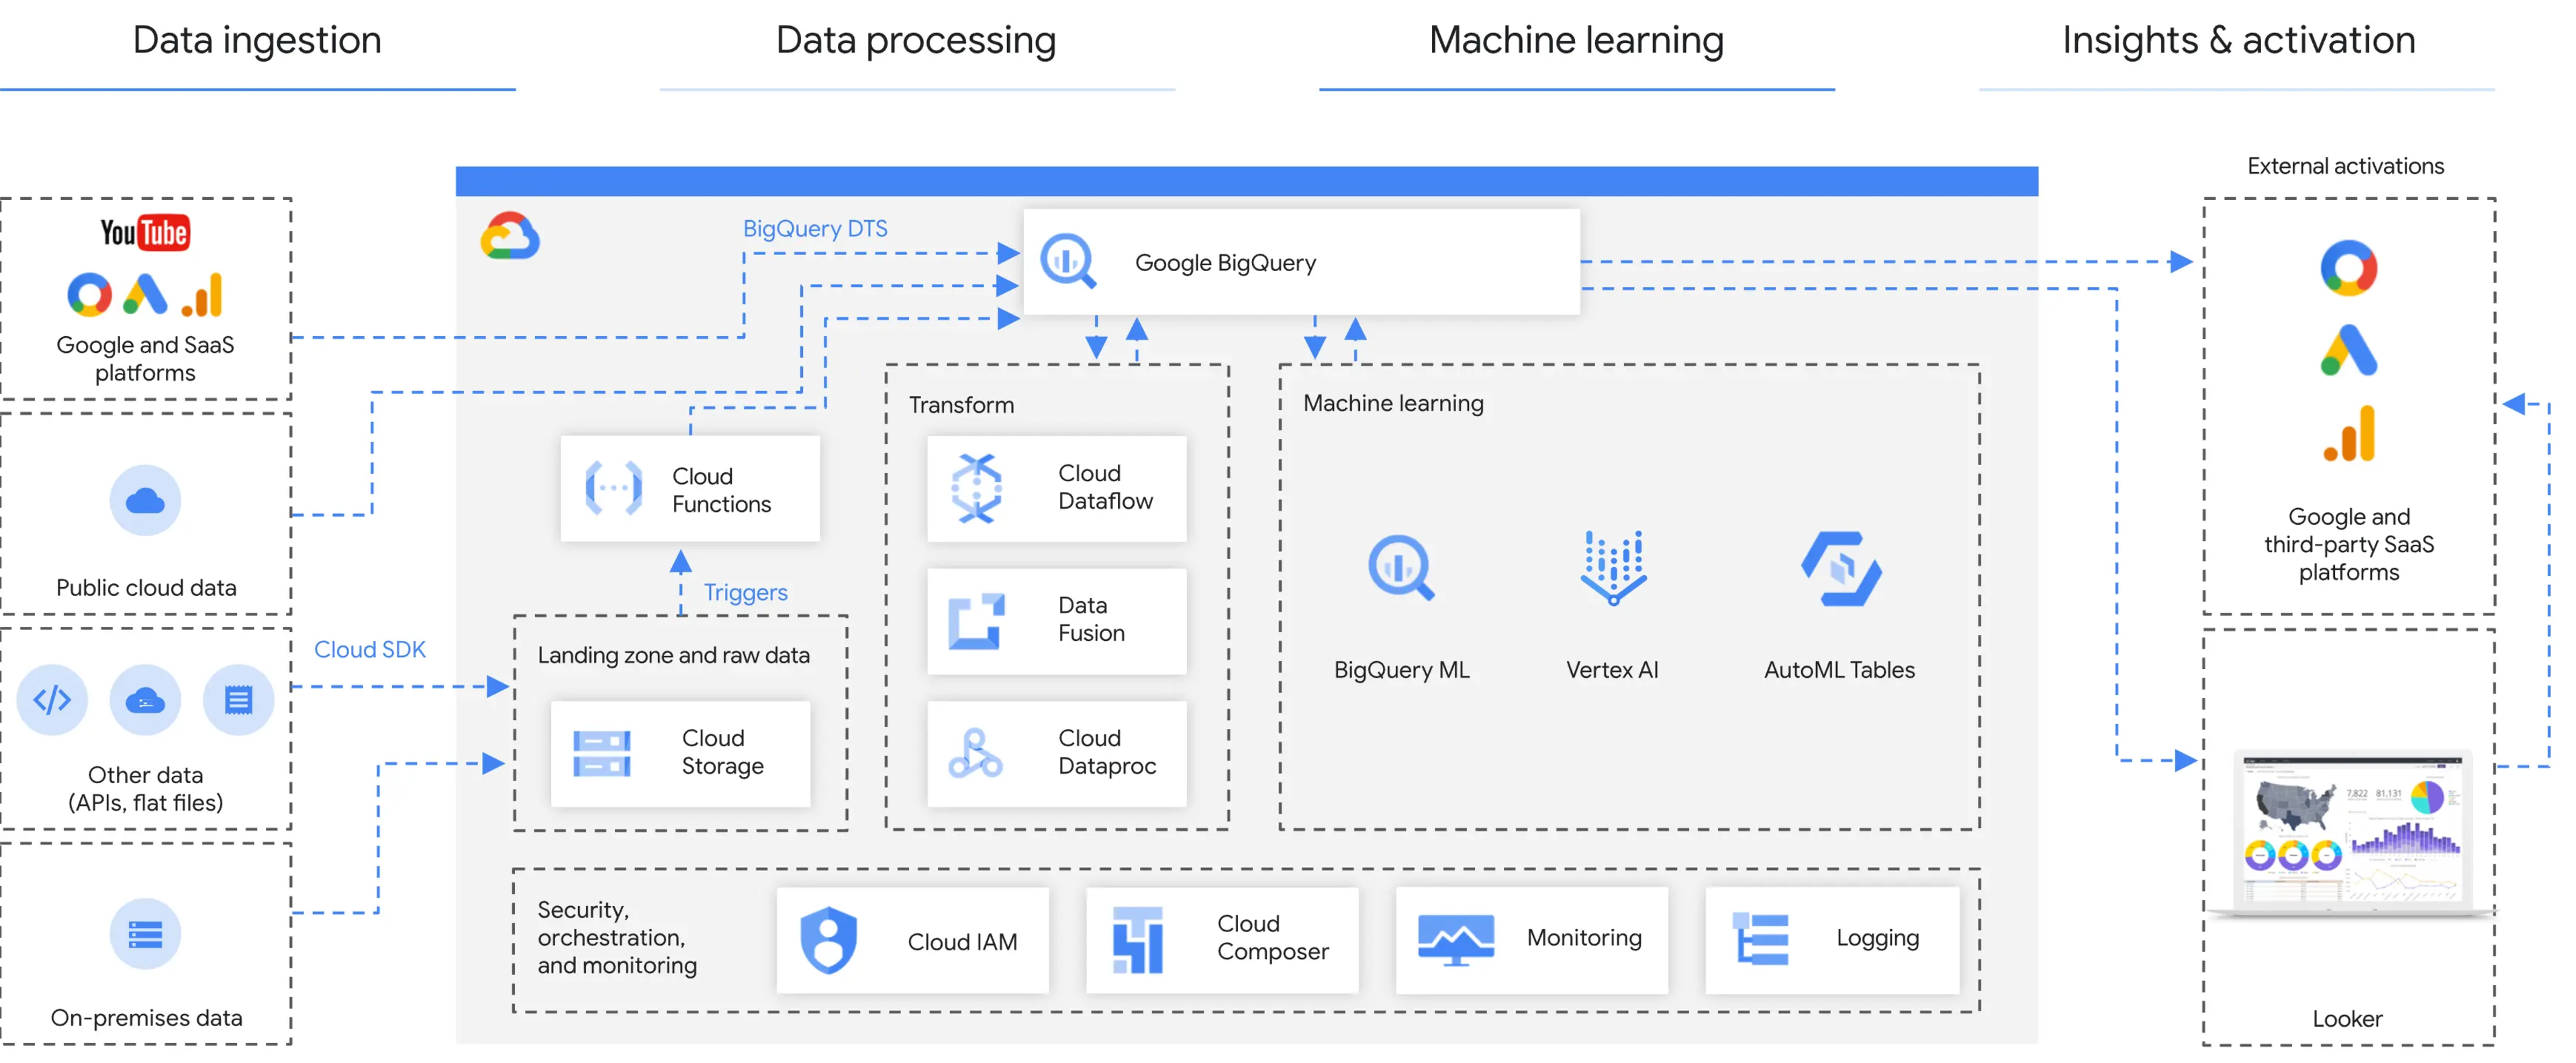 Data ingestion
Data processing
Machine learning
Insights & activation
External activations
YouTube
Google and SaaS
platforms
Public cloud data
Cloud SDK
Other data
(APIs, flat files)
On-premises data
BigQuery DTS
Google BigQuery
Cloud
Functions
Triggers
Landing zone and raw data
Cloud
Storage
Transform
Cloud
Dataflow
Data
Fusion
Cloud
Dataproc
Machine learning
BigQuery ML
Vertex AI
AutoML Tables
Security,
orchestration,
and monitoring
Cloud IAM
Cloud
Composer
Monitoring
Logging
Google and
third-party SaaS
platforms
7,822 81,131
Looker